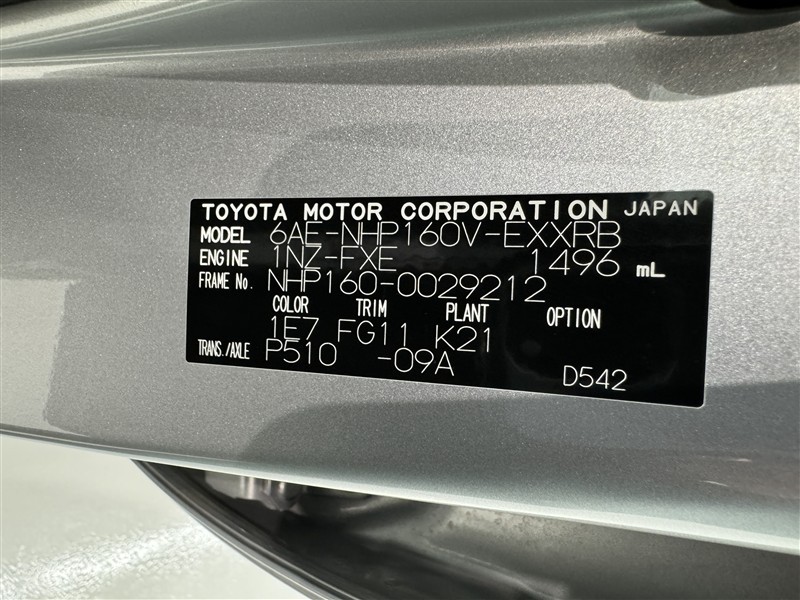 TOYOTA MOTOR CORPORATION JAPAN
MODEL 6AE-NHP160V-EXXRB
ENGINE 1NZ-FXE 1496 mL
FRAME No. NHP160-0029212
COLOR TRIM PLANT OPTION
1E7 FG11 K21
TRANS./AXLE P510 -09A
D542